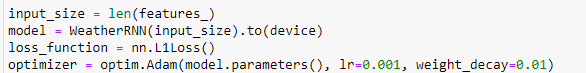 input_size = len(features_)
model = WeatherRNN(input_size).to(device)
loss_function = nn.L1Loss()
optimizer = optim.Adam(model.parameters(), lr=0.001, weight_decay=0.01)